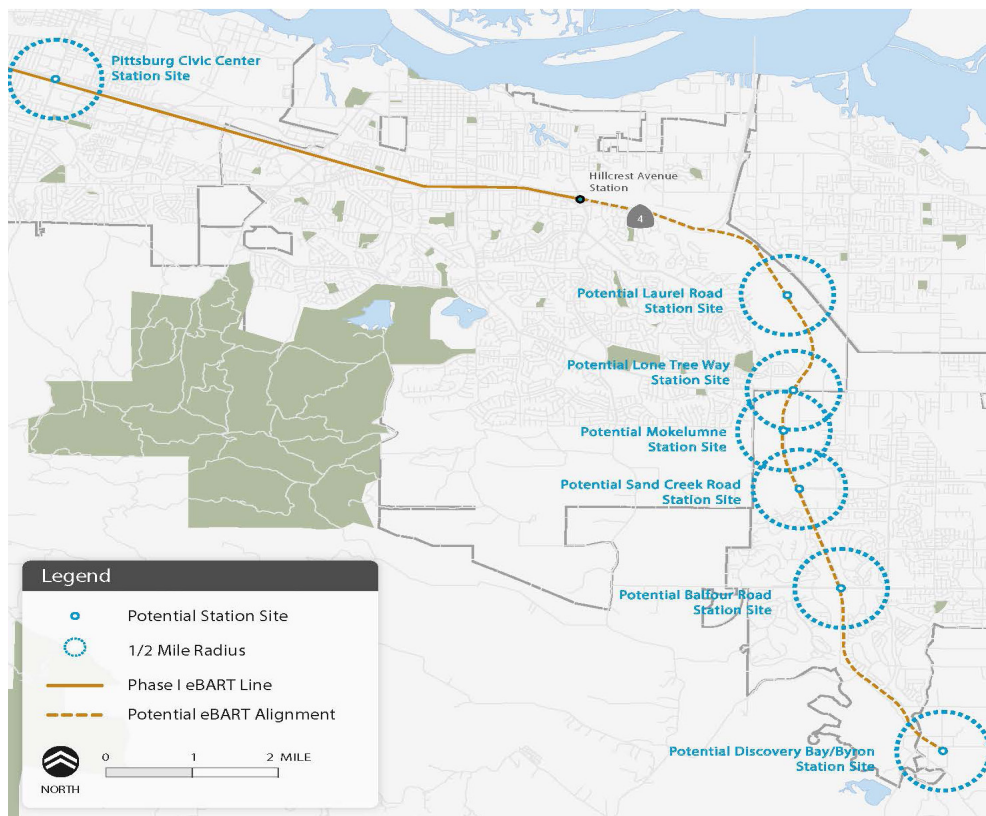 Pittsburg Civic Center
Station Site
Hillcrest Avenue
Station
4
Potential Laurel Road
Station Site
Potential Lone Tree Way
Station Site
Potential Mokelumne
Station Site
Potential Sand Creek Road
Station Site
Potential Balfour Road
Station Site
Potential Discovery Bay/Byron
Station Site
Legend
Potential Station Site
1/2 Mile Radius
Phase I eBART Line
Potential eBART Alignment
NORTH
0 1 2 MILE